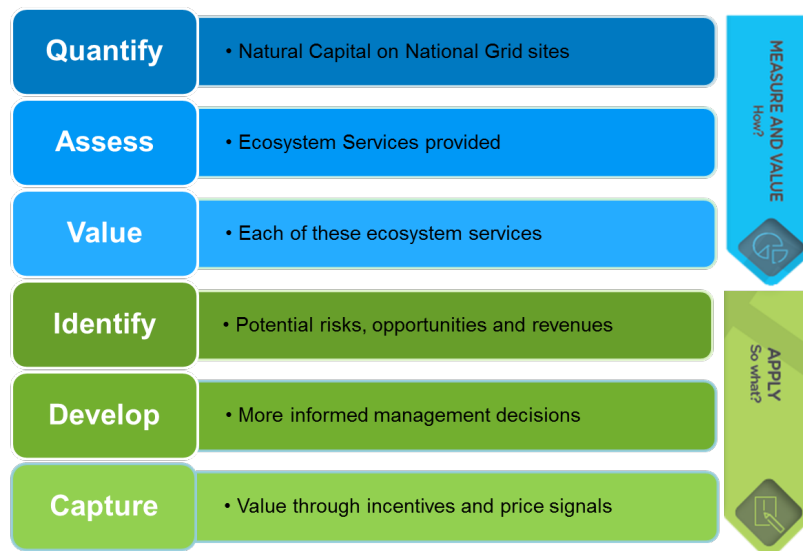 Quantify
• Natural Capital on National Grid sites
Assess
• Ecosystem Services provided
Value
• Each of these ecosystem services
Identify
• Potential risks, opportunities and revenues
Develop
• More informed management decisions
Capture
• Value through incentives and price signals
MEASURE AND VALUE
How?
APPLY
So what?